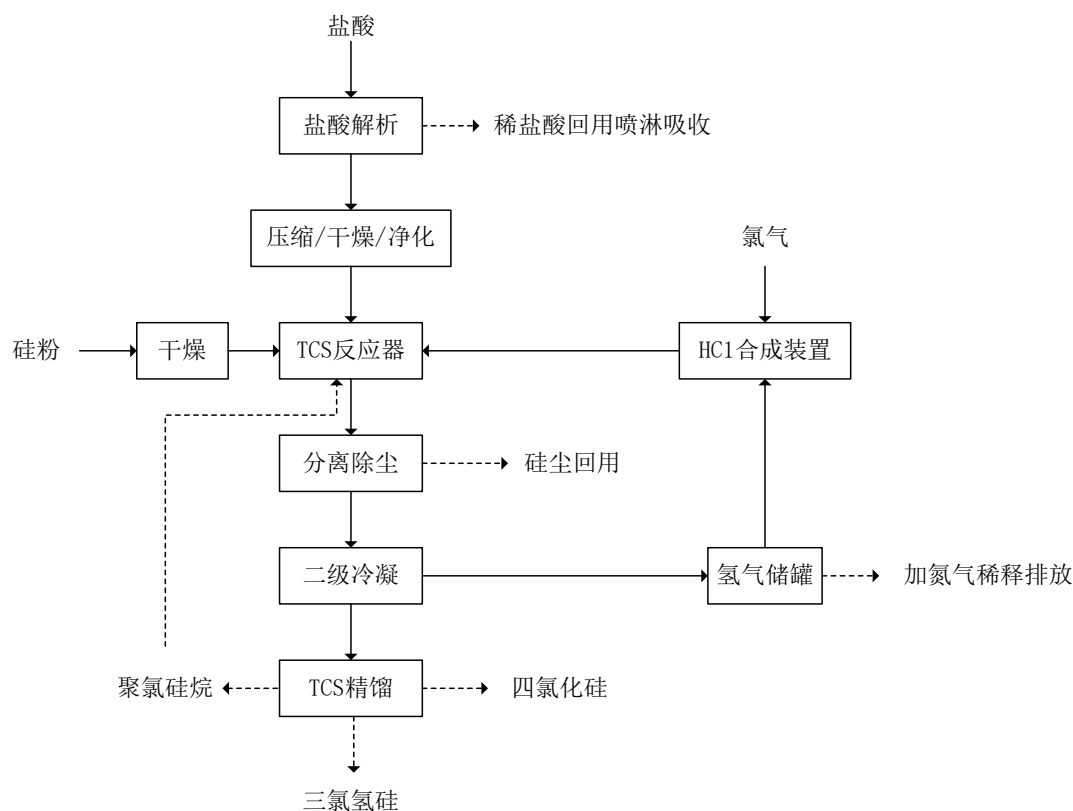 盐酸
盐酸解析
稀盐酸回用喷淋吸收
压缩/干燥/净化
氯气
硅粉
干燥
TCS反应器
HCl合成装置
分离除尘
硅尘回用
二级冷凝
氢气储罐
加氮气稀释排放
聚氯硅烷
TCS精馏
四氯化硅
三氯氢硅